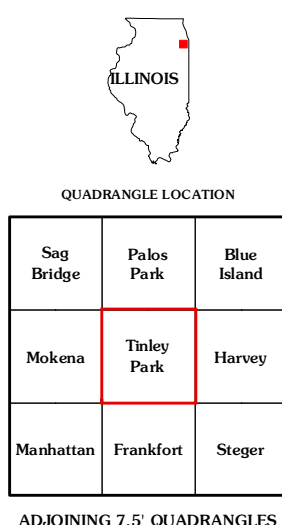 ILLINOIS
QUADRANGLE LOCATION
Sag
Bridge
Palos
Park
Blue
Island
Mokena
Tinley
Park
Harvey
Manhattan
Frankfort
Steger
ADJOINING 7.5' QUADRANGLES